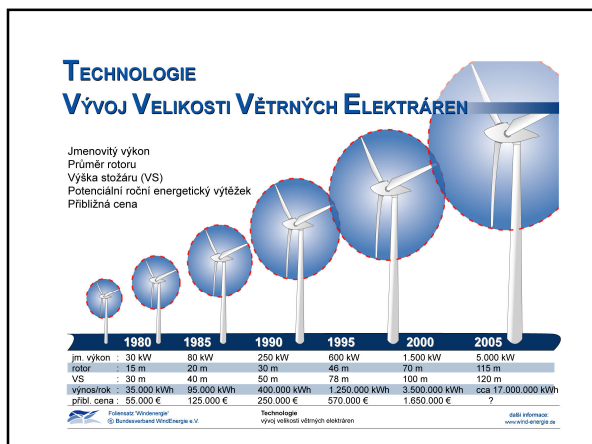 TECHNOLOGIE
VÝVOJ VELIKOSTI VĚTRNÝCH ELEKTRÁREN
Jmenovitý výkon
Průměr rotoru
Výška stožáru (VS)
Potenciální roční energetický výtěžek
Přibližná cena
1980 1985 1990 1995 2000 2005
jm. výkon : 30 kW 80 kW 250 kW 600 kW 1.500 kW 5.000 kW
rotor : 15 m 20 m 30 m 46 m 70 m 115 m
VS : 30 m 40 m 50 m 78 m 100 m 120 m
výnos/rok : 35.000 kWh 95.000 kWh 400.000 kWh 1.250.000 kWh 3.500.000 kWh cca 17.000.000 kWh
přibl. cena : 55.000 € 125.000 € 250.000 € 570.000 € 1.650.000 € ?
Foliensatz 'Windenergie'
© Bundesverband WindEnergie e.V.
Technologie
vývoj velikosti větrných elektráren
další informace:
www.wind-energie.de